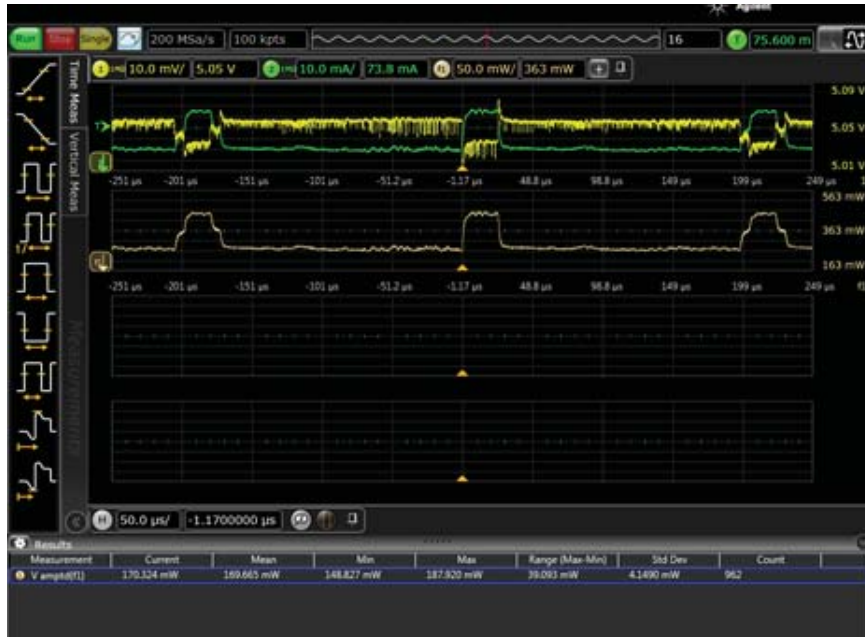 Agilent
Run Stop Single 200 MSa/s 100 kpts 16 T 75.600 m
1 10.0 mV/ 5.05 V 2 10.0 mA/ 73.8 mA f1 50.0 mW/ 363 mW
Time Meas
Vertical Meas
Measurements
5.09 V
5.05 V
5.01 V
-251 µs -201 µs -151 µs -101 µs -51.2 µs -1.17 µs 48.8 µs 98.8 µs 149 µs 199 µs 249 µs
563 mW
363 mW
163 mW
-251 µs -201 µs -151 µs -101 µs -51.2 µs -1.17 µs 48.8 µs 98.8 µs 149 µs 199 µs 249 µs f1
H 50.0 µs/ -1.1700000 µs
Results
Measurement Current Mean Min Max Range (Max-Min) Std Dev Count
V amptd(f1) 170.324 mW 169.665 mW 148.827 mW 187.920 mW 39.093 mW 4.1490 mW 962